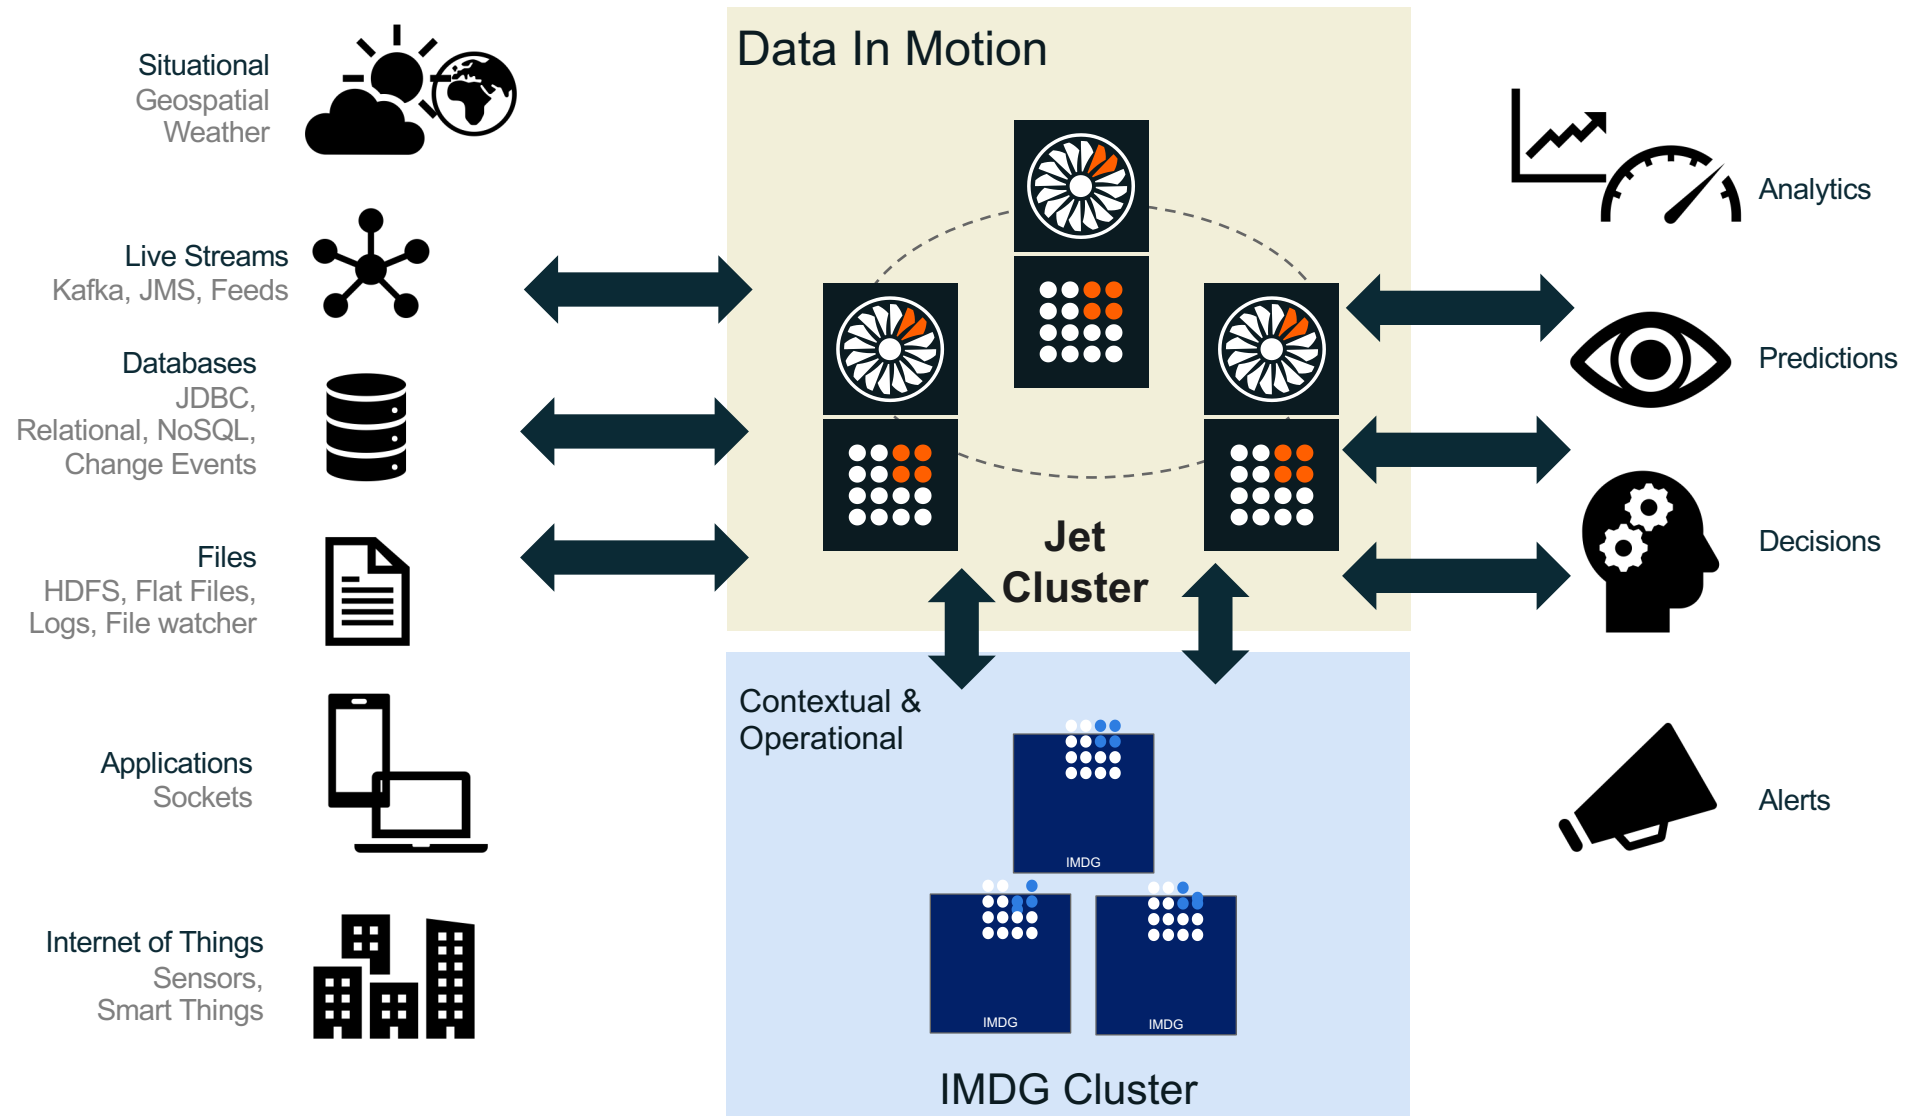 Situational
Geospatial
Weather
Live Streams
Kafka, JMS, Feeds
Databases
JDBC,
Relational, NoSQL,
Change Events
Files
HDFS, Flat Files,
Logs, File watcher
Applications
Sockets
Internet of Things
Sensors,
Smart Things
Data In Motion
Jet
Cluster
Contextual &
Operational
IMDG
IMDG
IMDG
IMDG Cluster
Analytics
Predictions
Decisions
Alerts